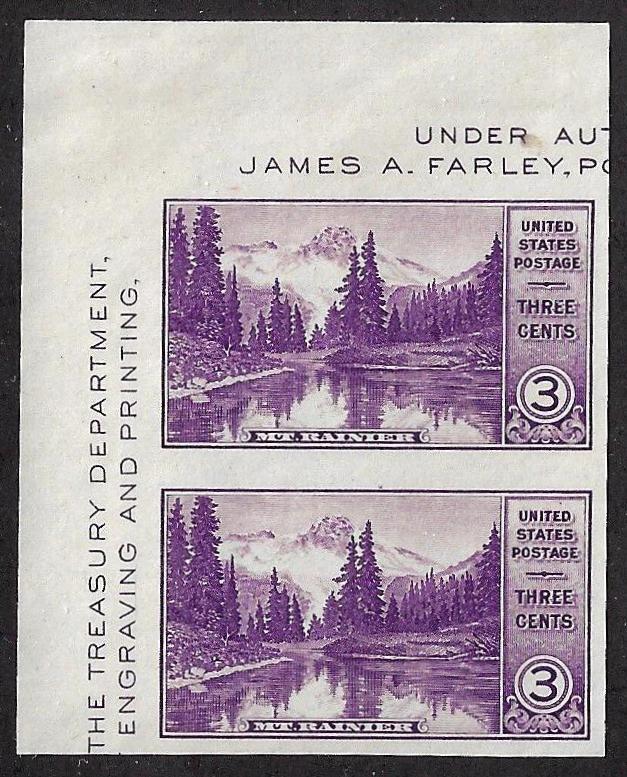 UNDER AUT
JAMES A. FARLEY, PO
THE TREASURY DEPARTMENT,
ENGRAVING AND PRINTING,
UNITED
STATES
POSTAGE
THREE
CENTS
3
MT. RAINIER
UNITED
STATES
POSTAGE
THREE
CENTS
3
MT. RAINIER